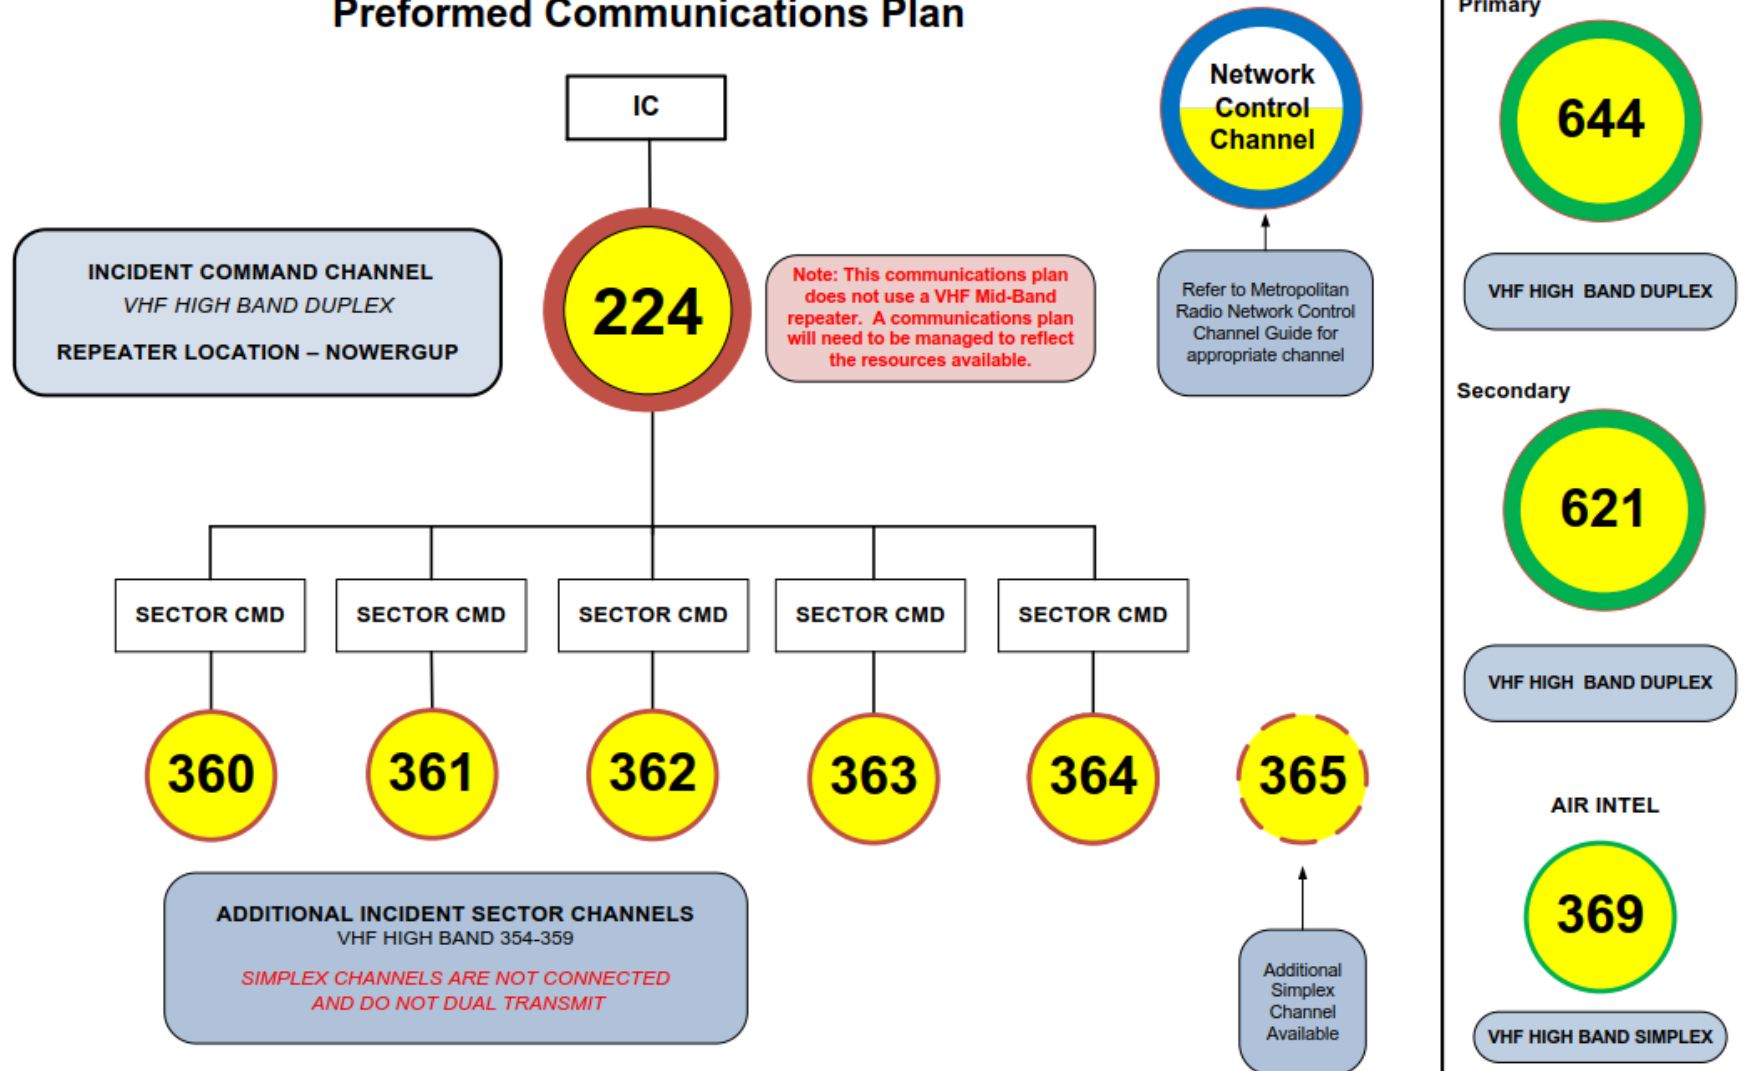 Preformed Communications Plan
IC
INCIDENT COMMAND CHANNEL
VHF HIGH BAND DUPLEX
REPEATER LOCATION – NOWERGUP
224
Note: This communications plan
does not use a VHF Mid-Band
repeater.  A communications plan
will need to be managed to reflect
the resources available.
Network
Control
Channel
Refer to Metropolitan
Radio Network Control
Channel Guide for
appropriate channel
SECTOR CMD
SECTOR CMD
SECTOR CMD
SECTOR CMD
SECTOR CMD
360
361
362
363
364
365
ADDITIONAL INCIDENT SECTOR CHANNELS
VHF HIGH BAND 354-359
SIMPLEX CHANNELS ARE NOT CONNECTED
AND DO NOT DUAL TRANSMIT
Additional
Simplex
Channel
Available
Primary
644
VHF HIGH  BAND DUPLEX
Secondary
621
VHF HIGH  BAND DUPLEX
AIR INTEL
369
VHF HIGH BAND SIMPLEX